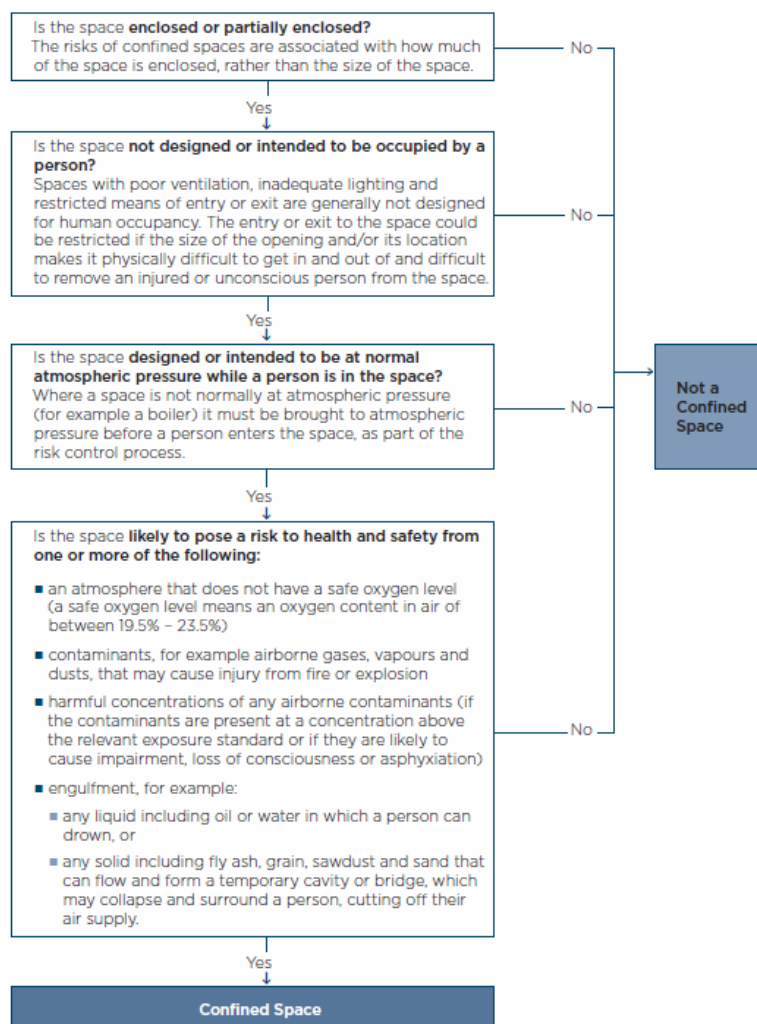 Is the space enclosed or partially enclosed?
The risks of confined spaces are associated with how much
of the space is enclosed, rather than the size of the space.
No
Yes
Is the space not designed or intended to be occupied by a
person?
Spaces with poor ventilation, inadequate lighting and
restricted means of entry or exit are generally not designed
for human occupancy. The entry or exit to the space could
be restricted if the size of the opening and/or its location
makes it physically difficult to get in and out of and difficult
to remove an injured or unconscious person from the space.
No
Yes
Is the space designed or intended to be at normal
atmospheric pressure while a person is in the space?
Where a space is not normally at atmospheric pressure
(for example a boiler) it must be brought to atmospheric
pressure before a person enters the space, as part of the
risk control process.
No
Not a
Confined
Space
Yes
Is the space likely to pose a risk to health and safety from
one or more of the following:
■ an atmosphere that does not have a safe oxygen level
(a safe oxygen level means an oxygen content in air of
between 19.5% – 23.5%)
■ contaminants, for example airborne gases, vapours and
dusts, that may cause injury from fire or explosion
■ harmful concentrations of any airborne contaminants (if
the contaminants are present at a concentration above
the relevant exposure standard or if they are likely to
cause impairment, loss of consciousness or asphyxiation)
■ engulfment, for example:
■ any liquid including oil or water in which a person can
drown, or
■ any solid including fly ash, grain, sawdust and sand that
can flow and form a temporary cavity or bridge, which
may collapse and surround a person, cutting off their
air supply.
No
Yes
Confined Space